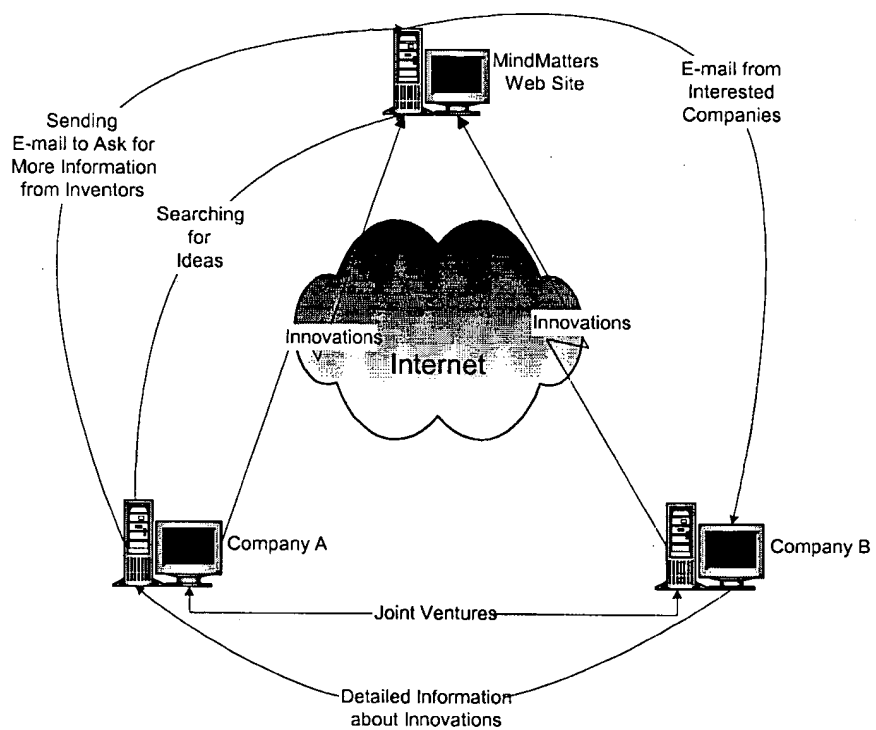 MindMatters
Web Site
E-mail from
Interested
Companies
Sending
E-mail to Ask for
More Information
from Inventors
Searching
for
Ideas
Innovations
Innovations
Internet
Company A
Company B
Joint Ventures
Detailed Information
about Innovations